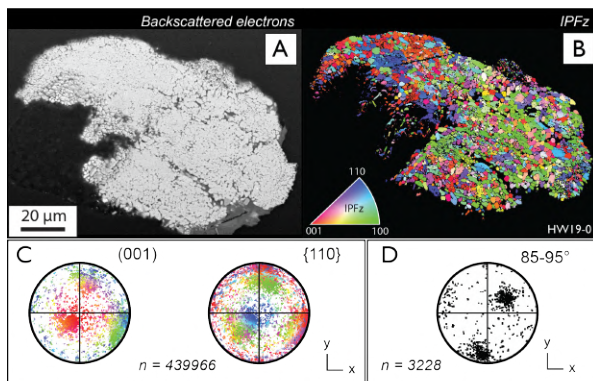 Backscattered electrons
IPFz
A
B
20 µm
110
IPFz
001 100
HW19-0
C
(001)
{110}
n = 439966
y
x
D
85-95°
n = 3228
y
x